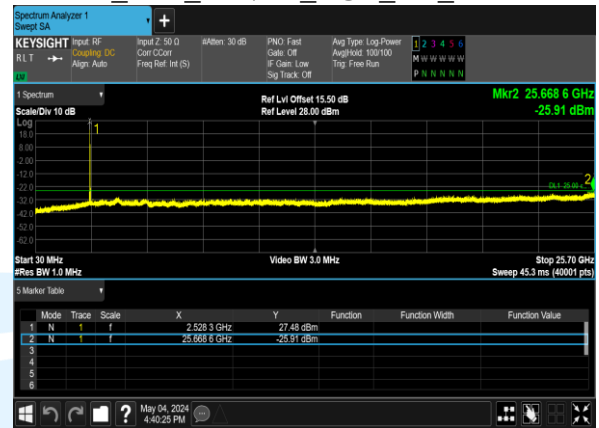 Spectrum Analyzer 1
Swept SA
+
KEYSIGHT
RLT
Input: RF
Coupling: DC
Align: Auto
Input Z: 50 Ω
Corr CCorr
Freq Ref: Int (S)
#Atten: 30 dB
PNO: Fast
Gate: Off
IF Gain: Low
Sig Track: Off
Avg Type: Log-Power
Avg|Hold: 100/100
Trig: Free Run
1 2 3 4 5 6
M W W W W W
P N N N N N
LV
1 Spectrum
Scale/Div 10 dB
Ref Lvl Offset 15.50 dB
Ref Level 28.00 dBm
Mkr2 25.668 6 GHz
-25.91 dBm
Log
18.0
8.00
-2.00
-12.0
-22.0
-32.0
-42.0
-52.0
-62.0
1
2
Start 30 MHz
#Res BW 1.0 MHz
Video BW 3.0 MHz
Stop 25.70 GHz
Sweep 45.3 ms (40001 pts)
5 Marker Table
Mode Trace Scale X Y Function Function Width Function Value
1 N 1 f 2.528 3 GHz 27.48 dBm
2 N 1 f 25.668 6 GHz -25.91 dBm
3
4
5
6
?
May 04, 2024
4:40:25 PM